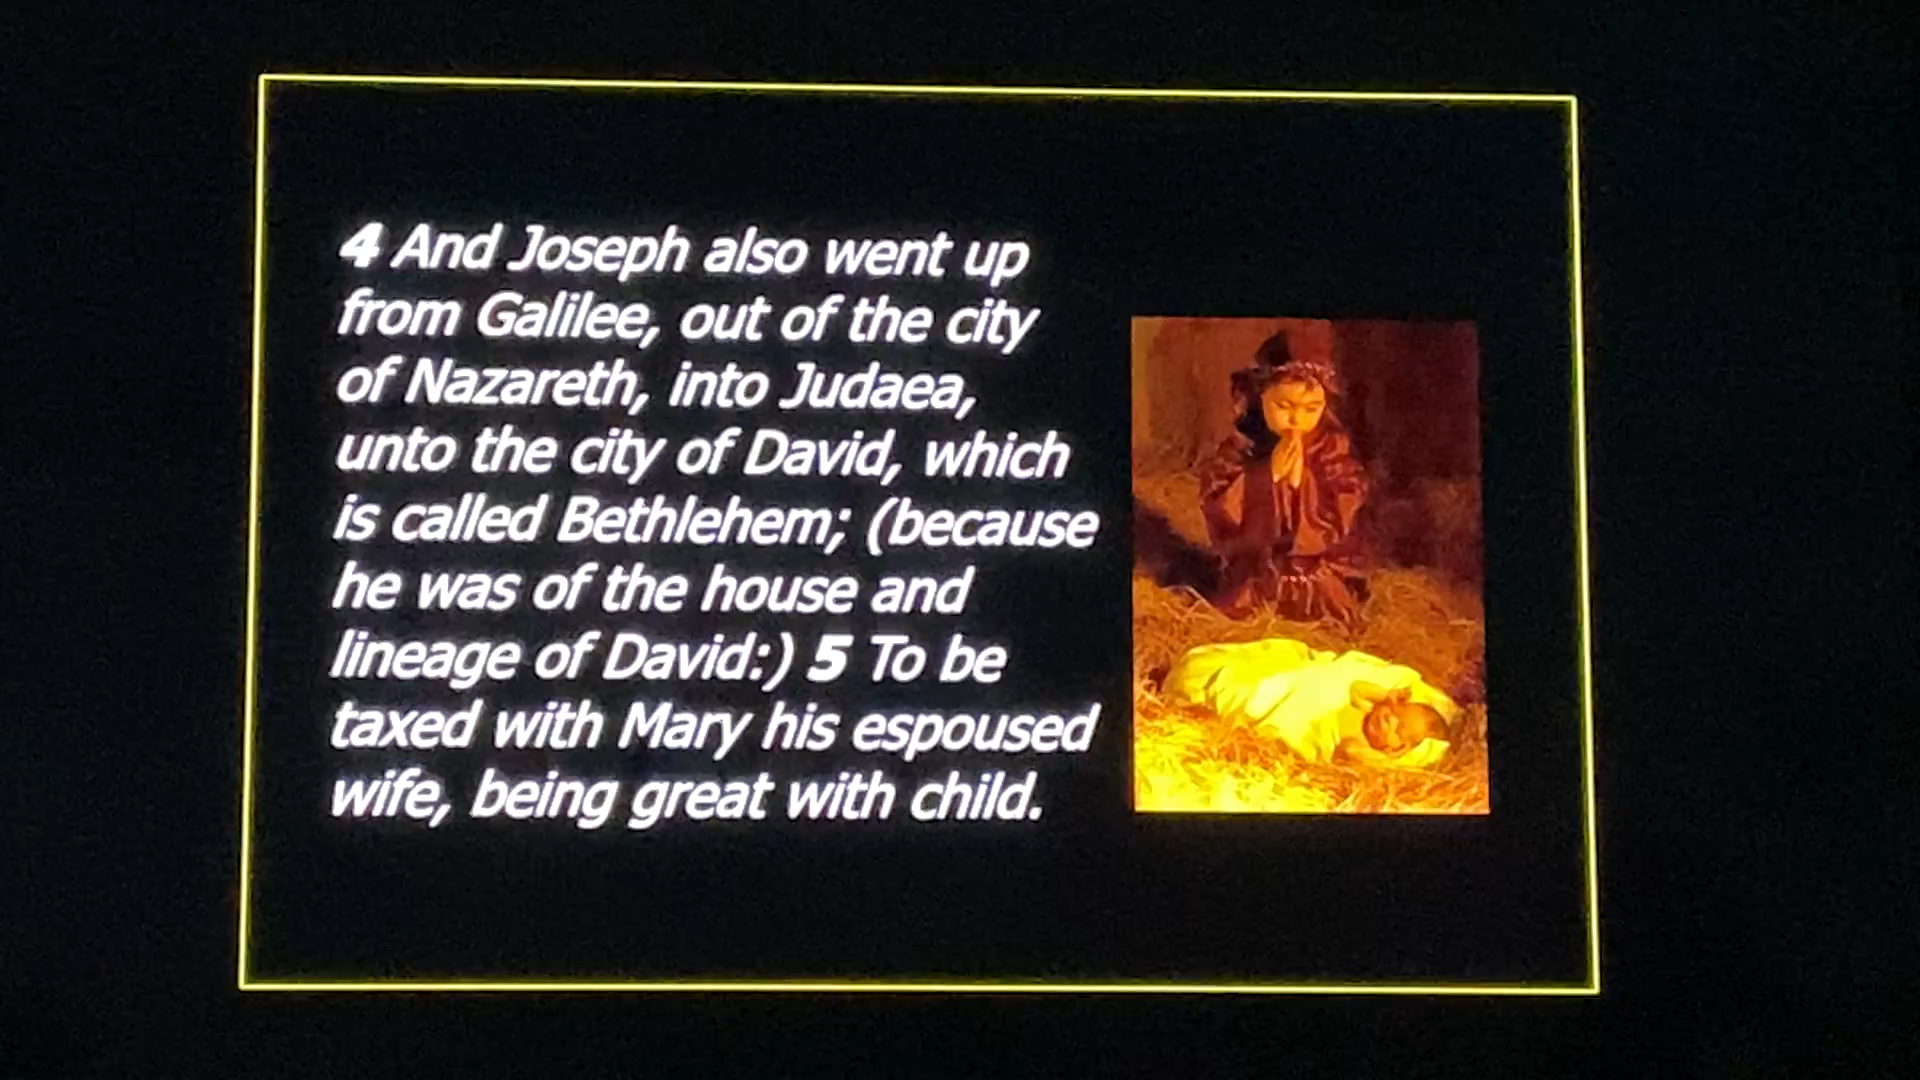 4 And Joseph also went up
from Galilee, out of the city
of Nazareth, into Judaea,
unto the city of David, which
is called Bethlehem; (because
he was of the house and
lineage of David:) 5 To be
taxed with Mary his espoused
wife, being great with child.